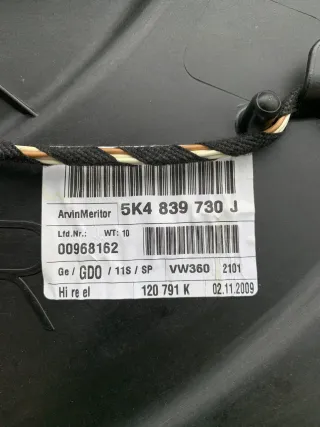 ArvinMeritor 5K4 839 730 J
Lfd.Nr.: WT: 10
00968162
Ge / GDO / 11S / SP VW360 2101
Hi re el 120 791 K 02.11.2009